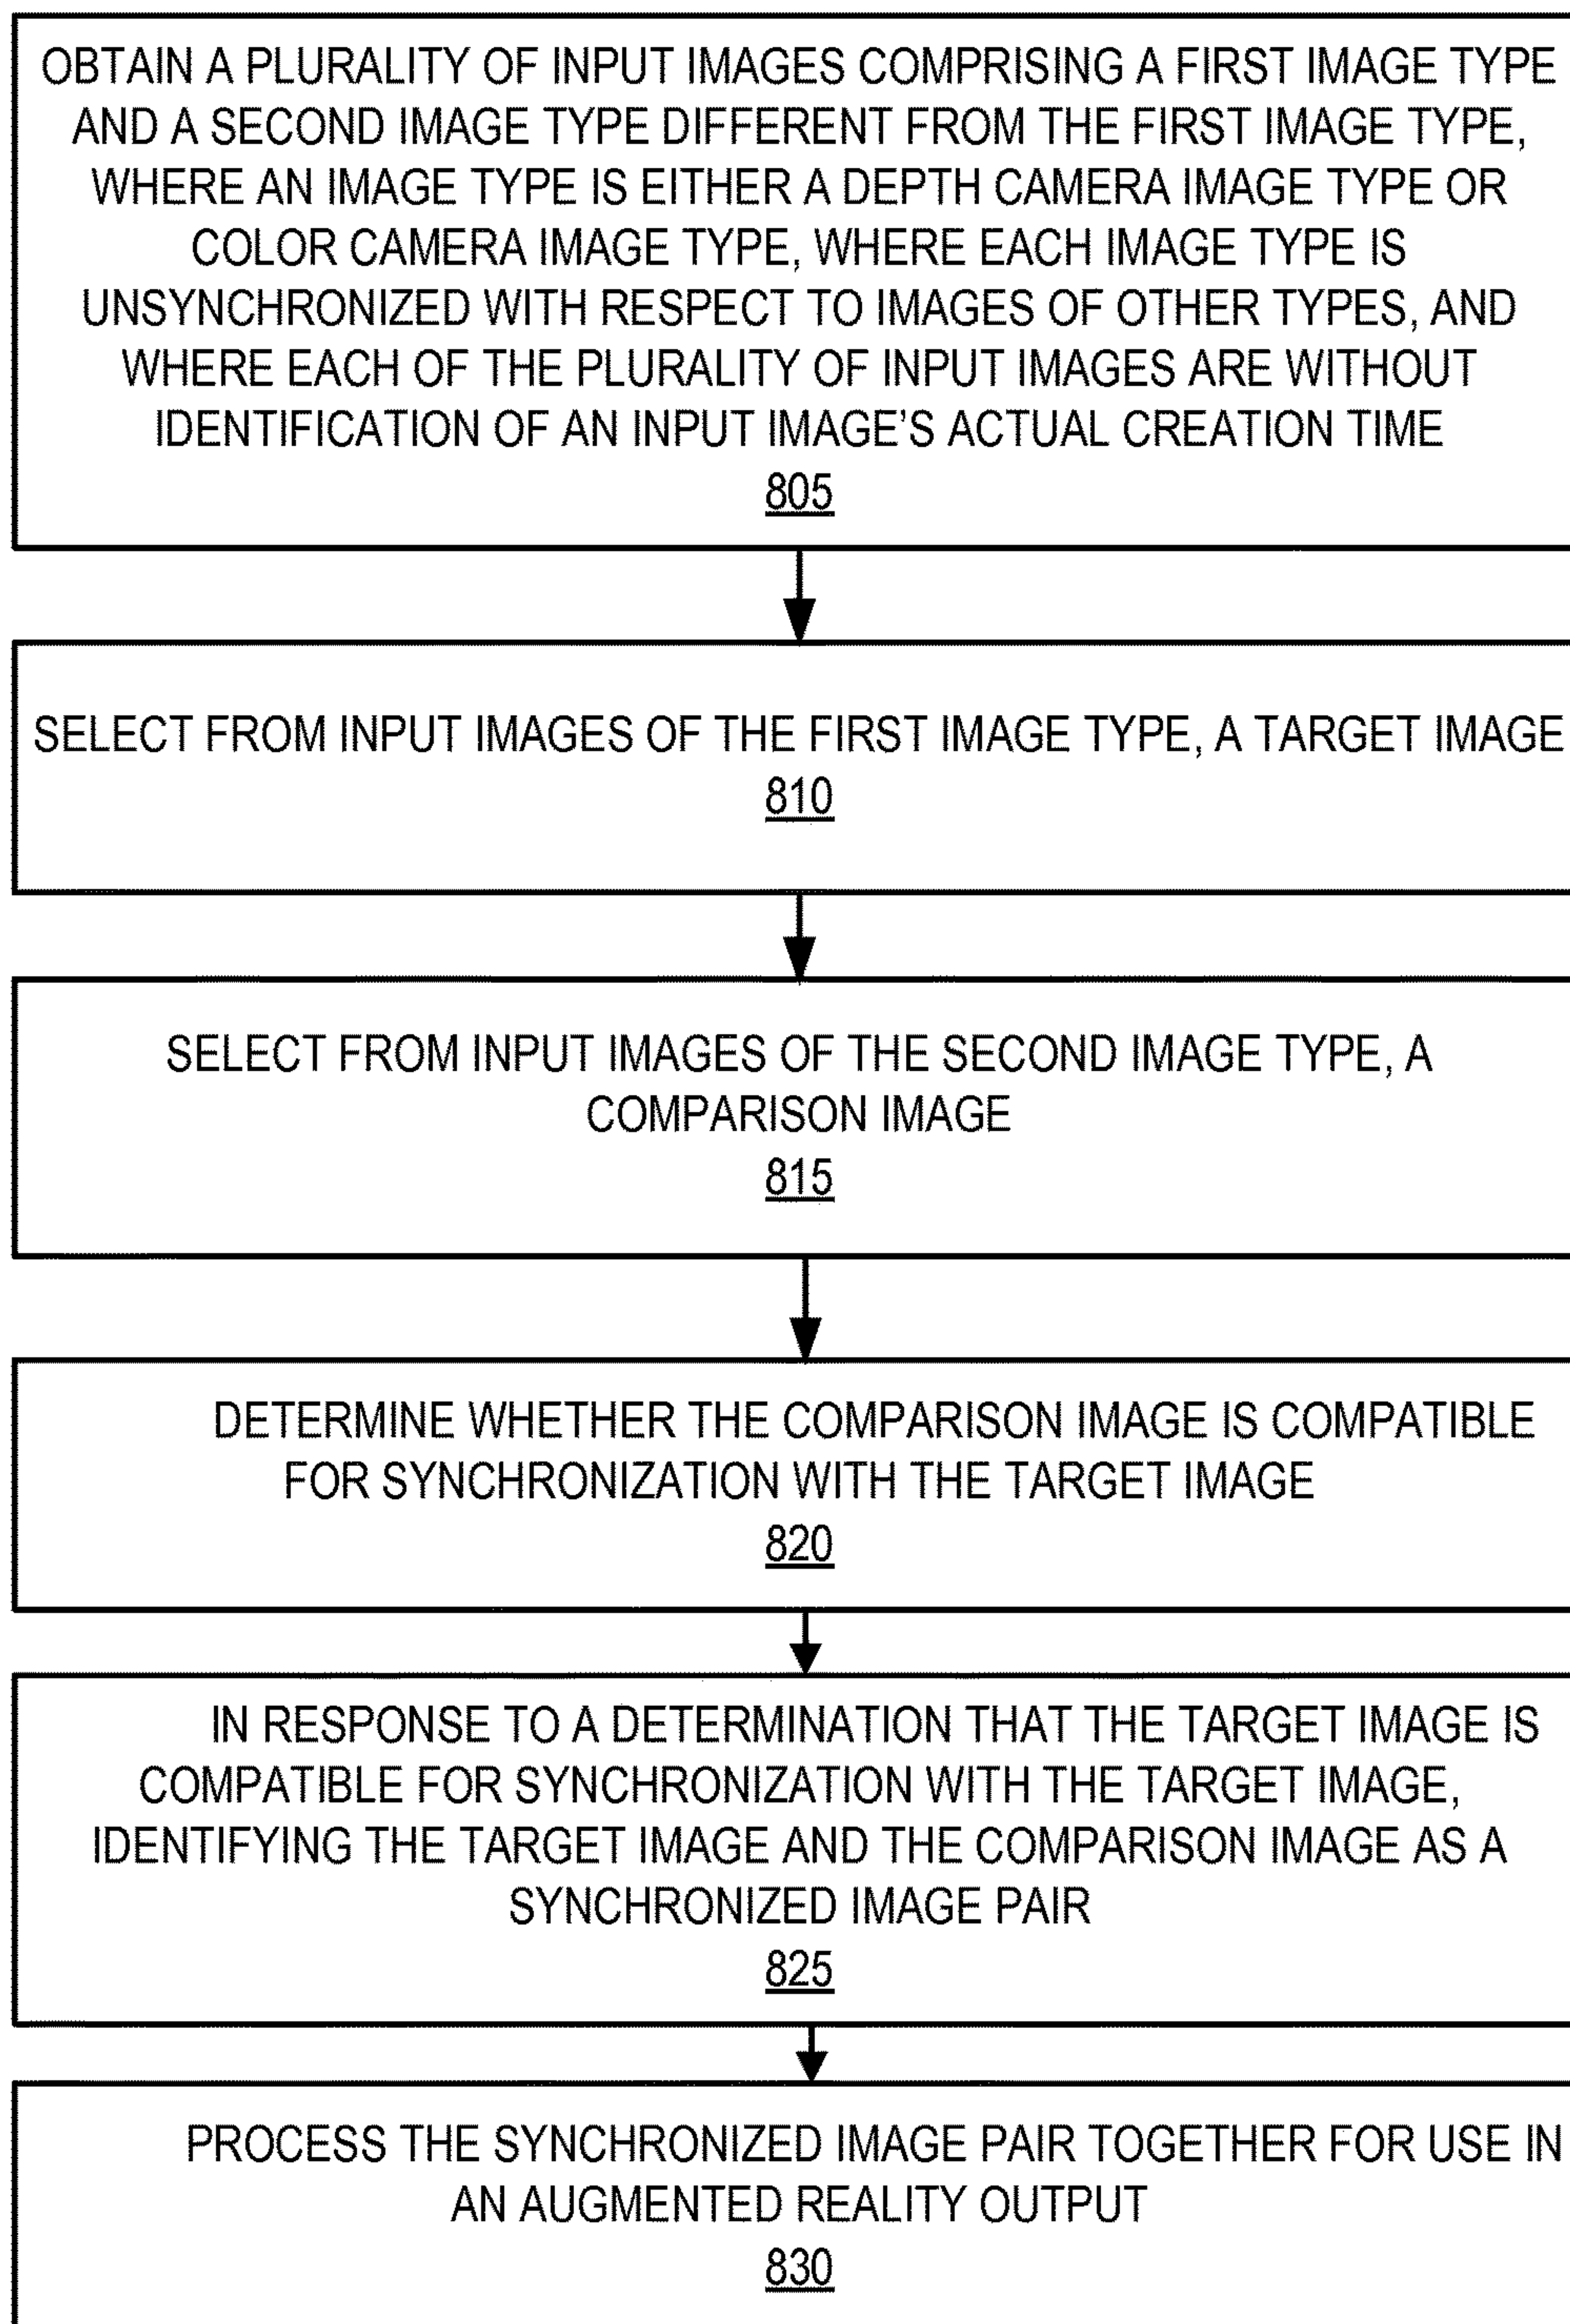 OBTAIN A PLURALITY OF INPUT IMAGES COMPRISING A FIRST IMAGE TYPE
AND A SECOND IMAGE TYPE DIFFERENT FROM THE FIRST IMAGE TYPE,
WHERE AN IMAGE TYPE IS EITHER A DEPTH CAMERA IMAGE TYPE OR
COLOR CAMERA IMAGE TYPE, WHERE EACH IMAGE TYPE IS
UNSYNCHRONIZED WITH RESPECT TO IMAGES OF OTHER TYPES, AND
WHERE EACH OF THE PLURALITY OF INPUT IMAGES ARE WITHOUT
IDENTIFICATION OF AN INPUT IMAGE'S ACTUAL CREATION TIME
805
SELECT FROM INPUT IMAGES OF THE FIRST IMAGE TYPE, A TARGET IMAGE
810
SELECT FROM INPUT IMAGES OF THE SECOND IMAGE TYPE, A
COMPARISON IMAGE
815
DETERMINE WHETHER THE COMPARISON IMAGE IS COMPATIBLE
FOR SYNCHRONIZATION WITH THE TARGET IMAGE
820
IN RESPONSE TO A DETERMINATION THAT THE TARGET IMAGE IS
COMPATIBLE FOR SYNCHRONIZATION WITH THE TARGET IMAGE,
IDENTIFYING THE TARGET IMAGE AND THE COMPARISON IMAGE AS A
SYNCHRONIZED IMAGE PAIR
825
PROCESS THE SYNCHRONIZED IMAGE PAIR TOGETHER FOR USE IN
AN AUGMENTED REALITY OUTPUT
830